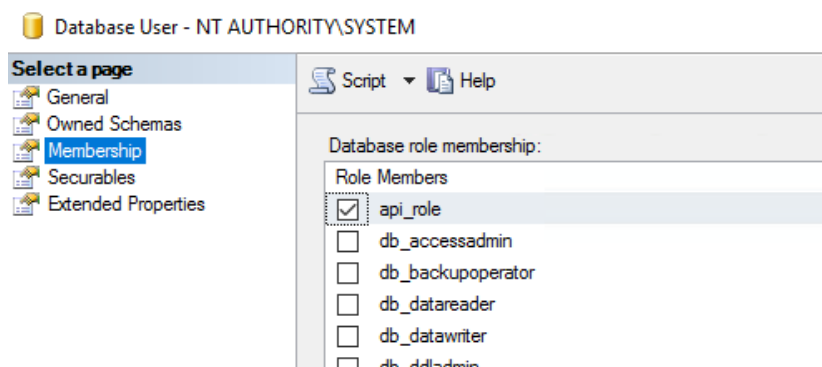 Database User - NT AUTHORITY\SYSTEM
Select a page
General
Owned Schemas
Membership
Securables
Extended Properties
Script
Help
Database role membership:
Role Members
api_role
db_accessadmin
db_backupoperator
db_datareader
db_datawriter
db_ddladmin